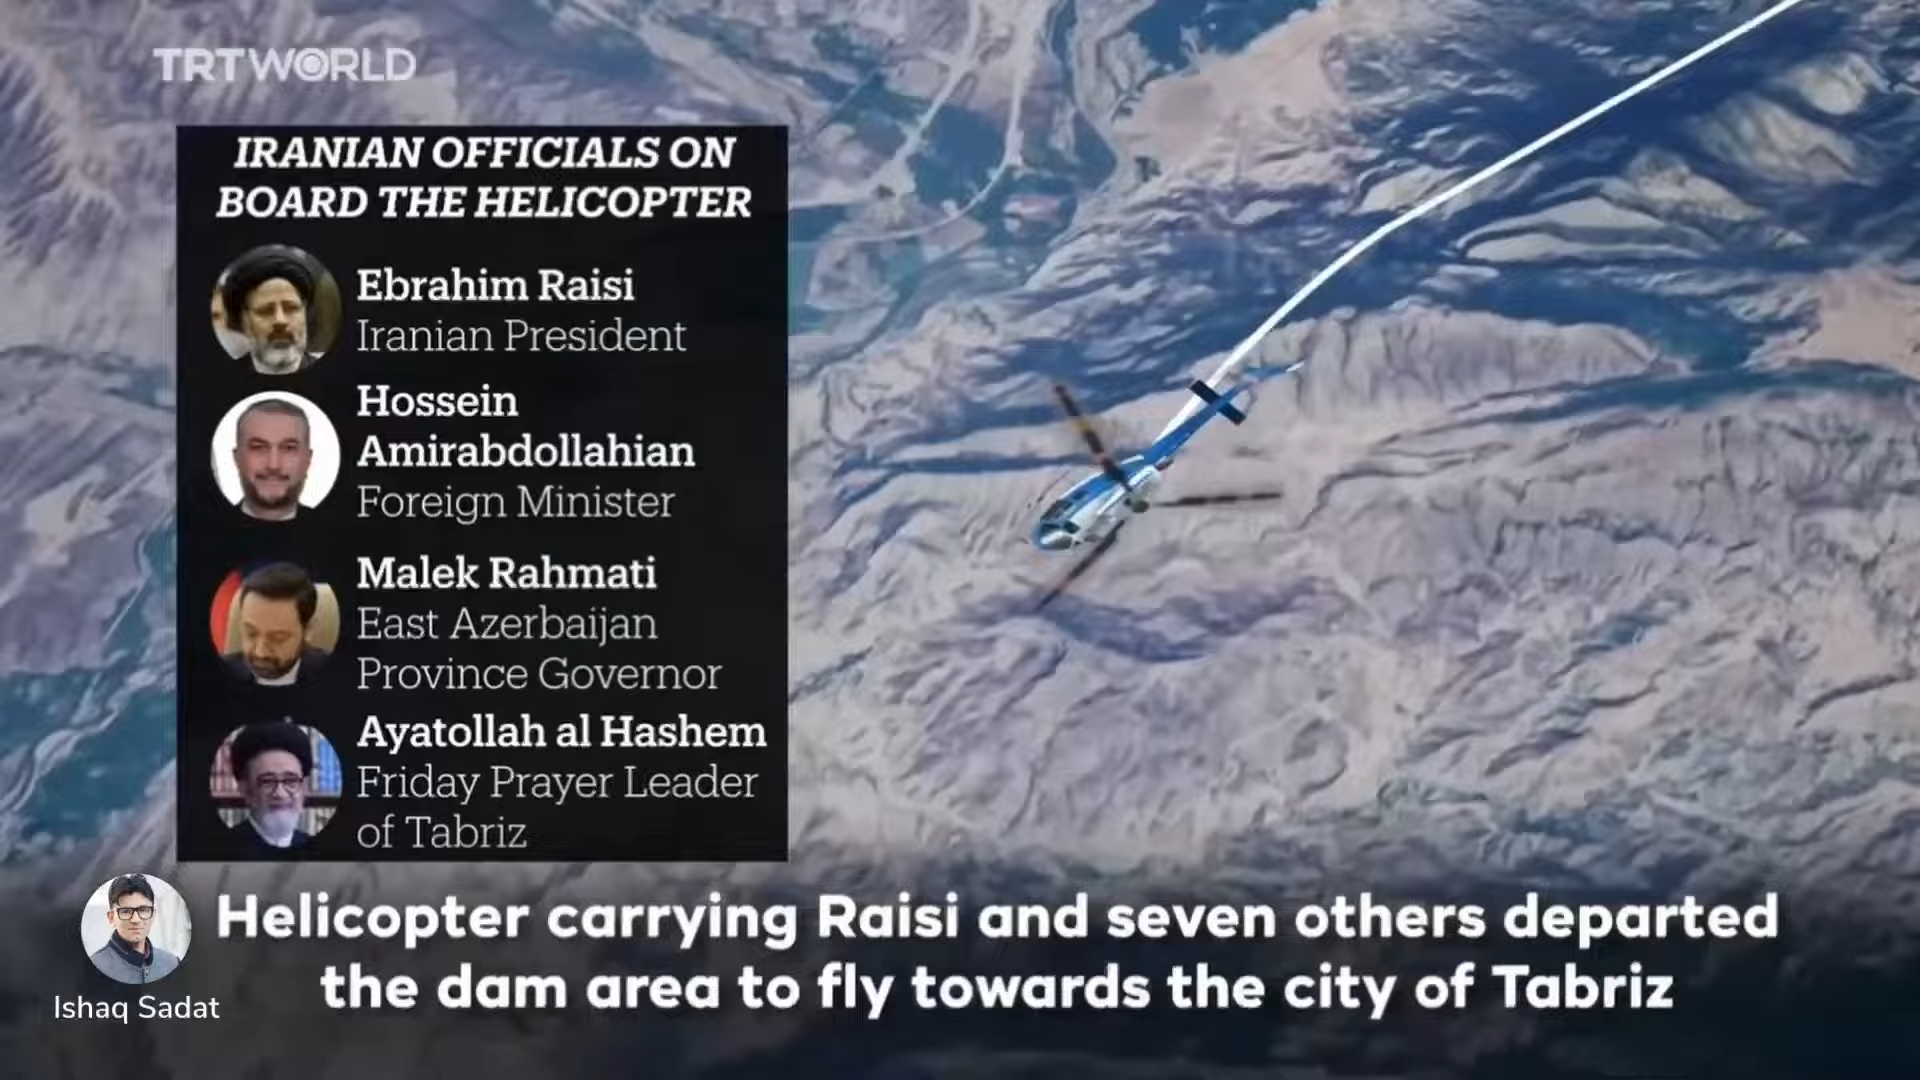 TRT WORLD
IRANIAN OFFICIALS ON
BOARD THE HELICOPTER
Ebrahim Raisi
Iranian President
Hossein
Amirabdollahian
Foreign Minister
Malek Rahmati
East Azerbaijan
Province Governor
Ayatollah al Hashem
Friday Prayer Leader
of Tabriz
Helicopter carrying Raisi and seven others departed
the dam area to fly towards the city of Tabriz
Ishaq Sadat